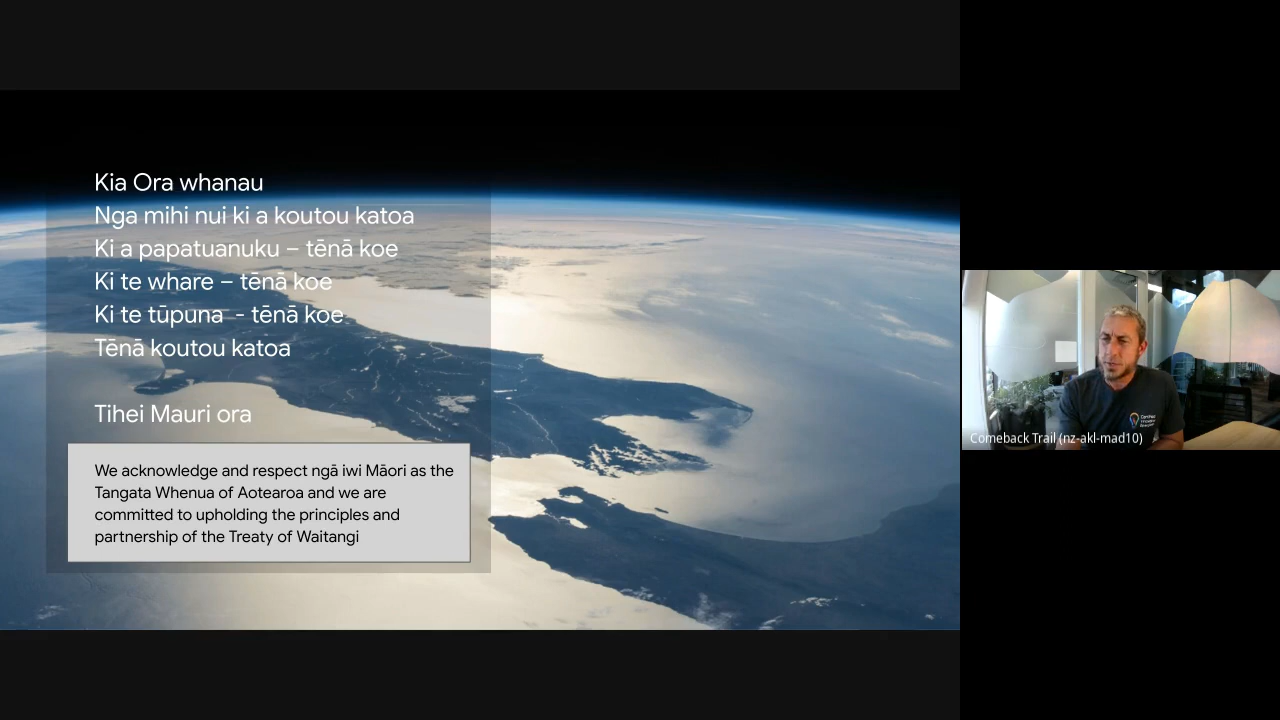 Kia Ora whanau
Nga mihi nui ki a koutou katoa
Ki a papatuanuku – tēnā koe
Ki te whare – tēnā koe
Ki te tūpuna - tēnā koe
Tēnā koutou katoa
Tihei Mauri ora
We acknowledge and respect ngā iwi Māori as the
Tangata Whenua of Aotearoa and we are
committed to upholding the principles and
partnership of the Treaty of Waitangi
Comeback Trail (nz-akl-mad10)